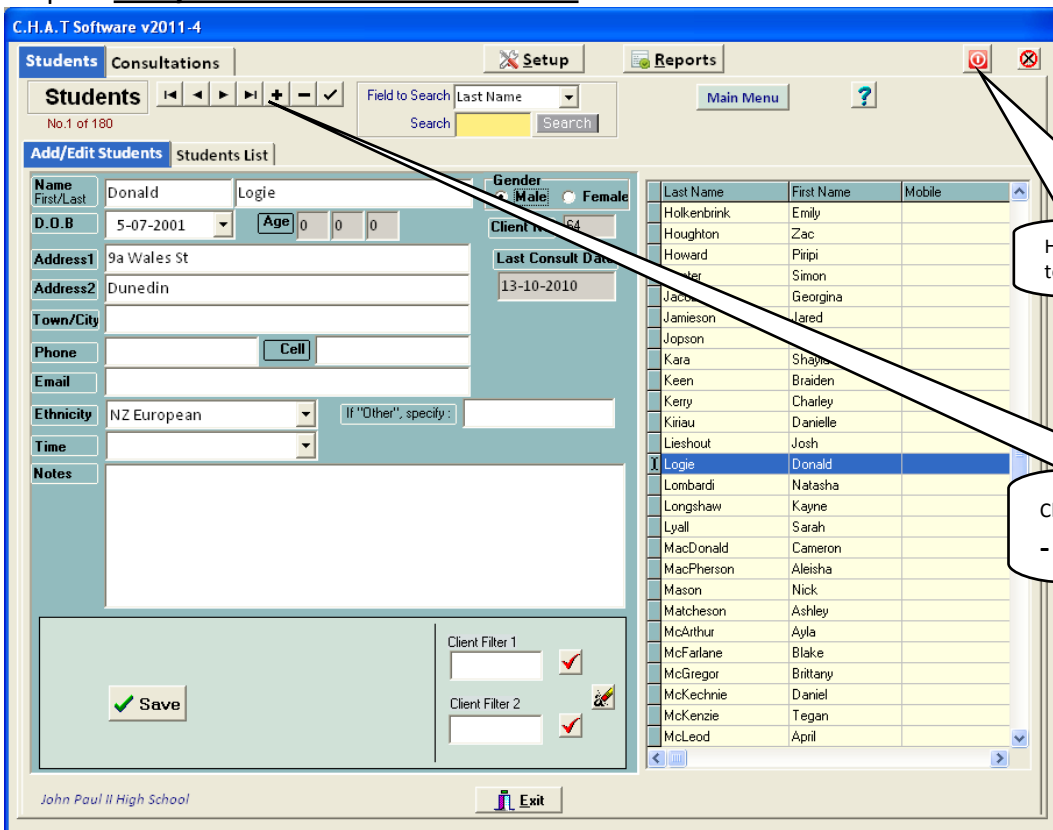 C.H.A.T Software v2011-4
Students Consultations Setup Reports
Students Field to Search Last Name Main Menu ?
No.1 of 180 Search Search
Add/Edit Students Students List
Name First/Last Donald Logie Gender Male Female
D.O.B 5-07-2001 Age 0 0 0 Client 64
Address1 9a Wales St Last Consult Date
Address2 Dunedin 13-10-2010
Town/City
Phone Cell
Email
Ethnicity NZ European If "Other", specify :
Time
Notes
Client Filter 1
Save
Client Filter 2
Last Name First Name Mobile
Holkenbrink Emily
Houghton Zac
Howard Piripi
Simon
Georgina
Jamieson Jared
Jopson
Kara
Keen Braiden
Kerry Charley
Kiriau Danielle
Lieshout Josh
Logie Donald
Lombardi Natasha
Longshaw Kayne
Lyall Sarah
MacDonald Cameron
MacPherson Aleisha
Mason Nick
Matcheson Ashley
McArthur Ayla
McFarlane Blake
McGregor Brittany
McKechnie Daniel
McKenzie Tegan
McLeod April
John Paul II High School Exit